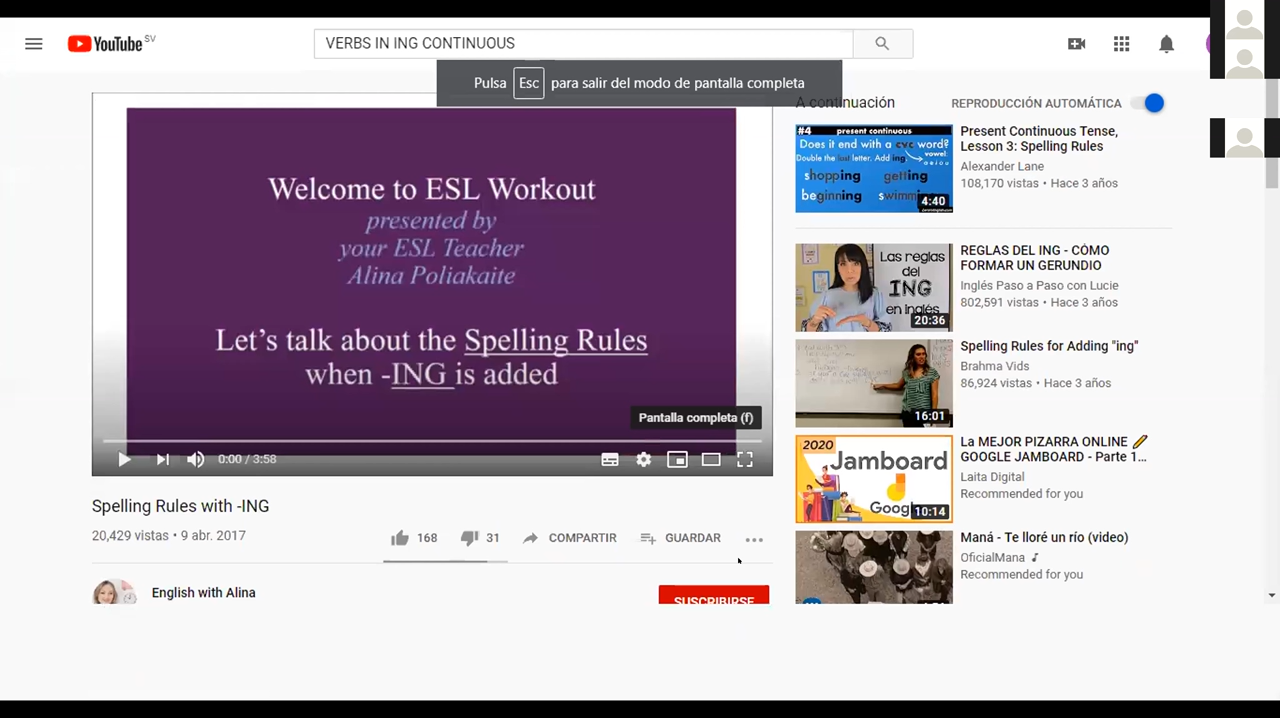 YouTube SV
VERBS IN ING CONTINUOUS
Pulsa Esc para salir del modo de pantalla completa
Welcome to ESL Workout
presented by
your ESL Teacher
Alina Poliakaite
Let's talk about the Spelling Rules
when -ING is added
Pantalla completa (f)
0:00 / 3:58
Spelling Rules with -ING
20,429 vistas • 9 abr. 2017
168
31
COMPARTIR
GUARDAR
English with Alina
SUSCRIBIRSE
A continuación
REPRODUCCIÓN AUTOMÁTICA
#4 present continuous
Does it end with a cvc word?
Double the last letter. Add ing
vowel:
a e i o u
shopping getting
beginning
4:40
Present Continuous Tense,
Lesson 3: Spelling Rules
Alexander Lane
108,170 vistas • Hace 3 años
Las reglas
del
ING
en inglés
20:36
REGLAS DEL ING - CÓMO
FORMAR UN GERUNDIO
Inglés Paso a Paso con Lucie
802,591 vistas • Hace 3 años
16:01
Spelling Rules for Adding "ing"
Brahma Vids
86,924 vistas • Hace 3 años
2020
Jamboard
10:14
La MEJOR PIZARRA ONLINE
GOOGLE JAMBOARD - Parte 1...
Laita Digital
Recommended for you
Maná - Te lloré un río (video)
OficialMana
Recommended for you